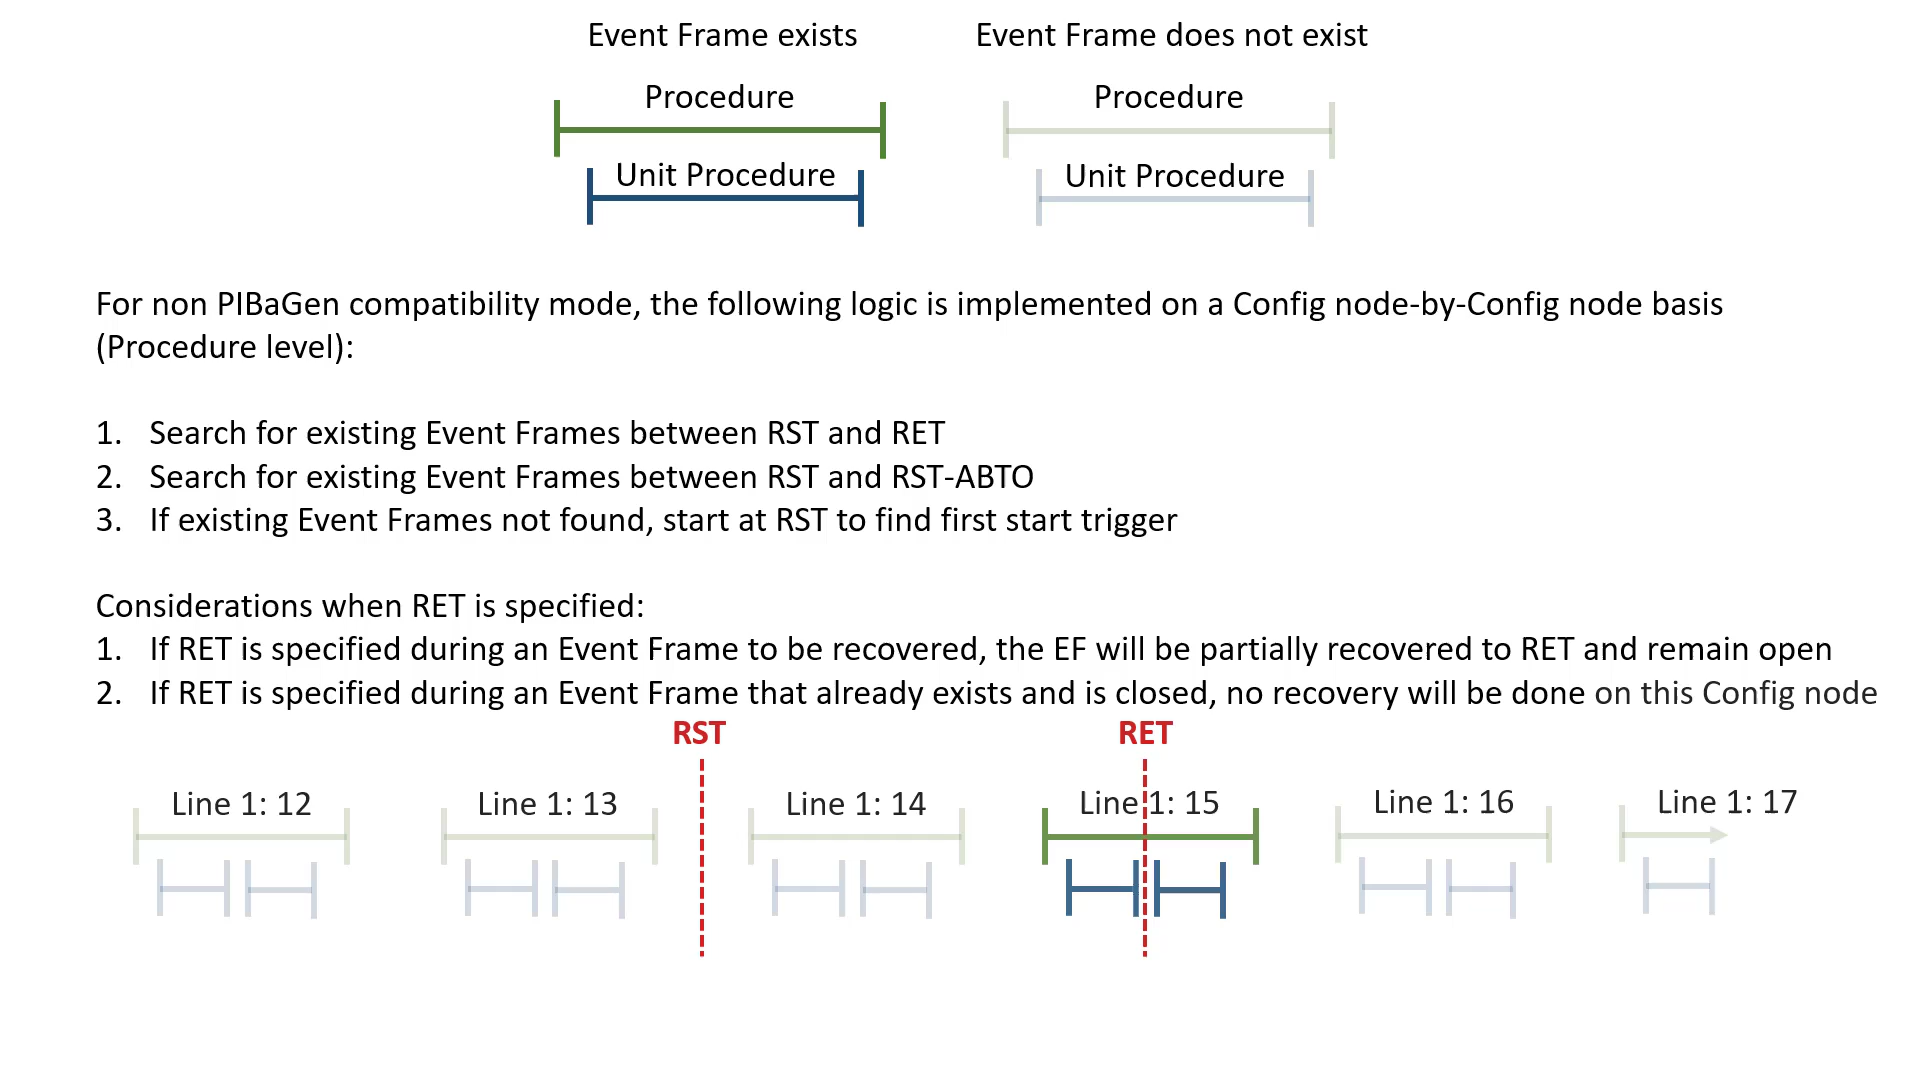 Event Frame exists
Event Frame does not exist
Procedure
Procedure
Unit Procedure
Unit Procedure
For non PIBaGen compatibility mode, the following logic is implemented on a Config node-by-Config node basis
(Procedure level):
1. Search for existing Event Frames between RST and RET
2. Search for existing Event Frames between RST and RST-ABTO
3. If existing Event Frames not found, start at RST to find first start trigger
Considerations when RET is specified:
1. If RET is specified during an Event Frame to be recovered, the EF will be partially recovered to RET and remain open
2. If RET is specified during an Event Frame that already exists and is closed, no recovery will be done on this Config node
RST
RET
Line 1: 12
Line 1: 13
Line 1: 14
Line 1: 15
Line 1: 16
Line 1: 17